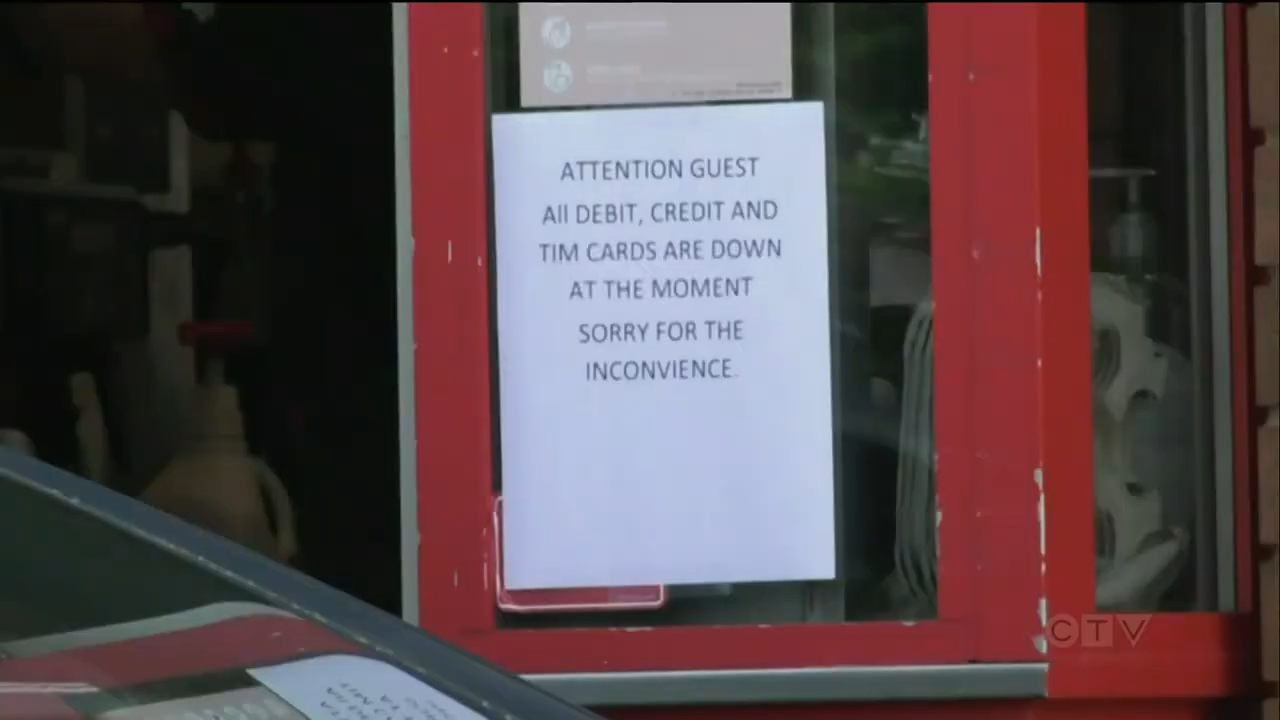 ATTENTION GUEST
All DEBIT, CREDIT AND
TIM CARDS ARE DOWN
AT THE MOMENT
SORRY FOR THE
INCONVIENCE.
CTV